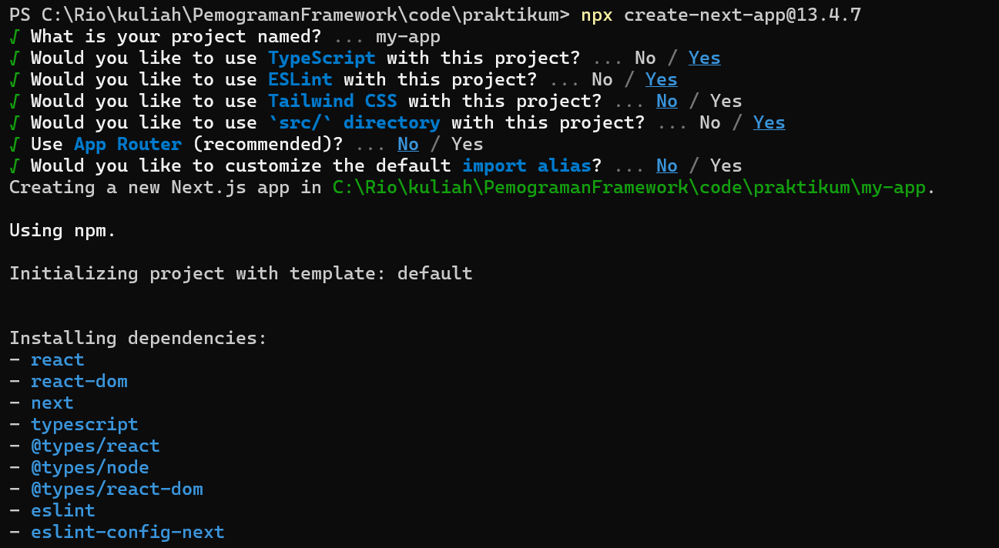 PS C:\Rio\kuliah\PemogramanFramework\code\praktikum> npx create-next-app@13.4.7
√ What is your project named? ... my-app
√ Would you like to use TypeScript with this project? ... No / Yes
√ Would you like to use ESLint with this project? ... No / Yes
√ Would you like to use Tailwind CSS with this project? ... No / Yes
√ Would you like to use `src/` directory with this project? ... No / Yes
√ Use App Router (recommended)? ... No / Yes
√ Would you like to customize the default import alias? ... No / Yes
Creating a new Next.js app in C:\Rio\kuliah\PemogramanFramework\code\praktikum\my-app.
Using npm.
Initializing project with template: default
Installing dependencies:
- react
- react-dom
- next
- typescript
- @types/react
- @types/node
- @types/react-dom
- eslint
- eslint-config-next